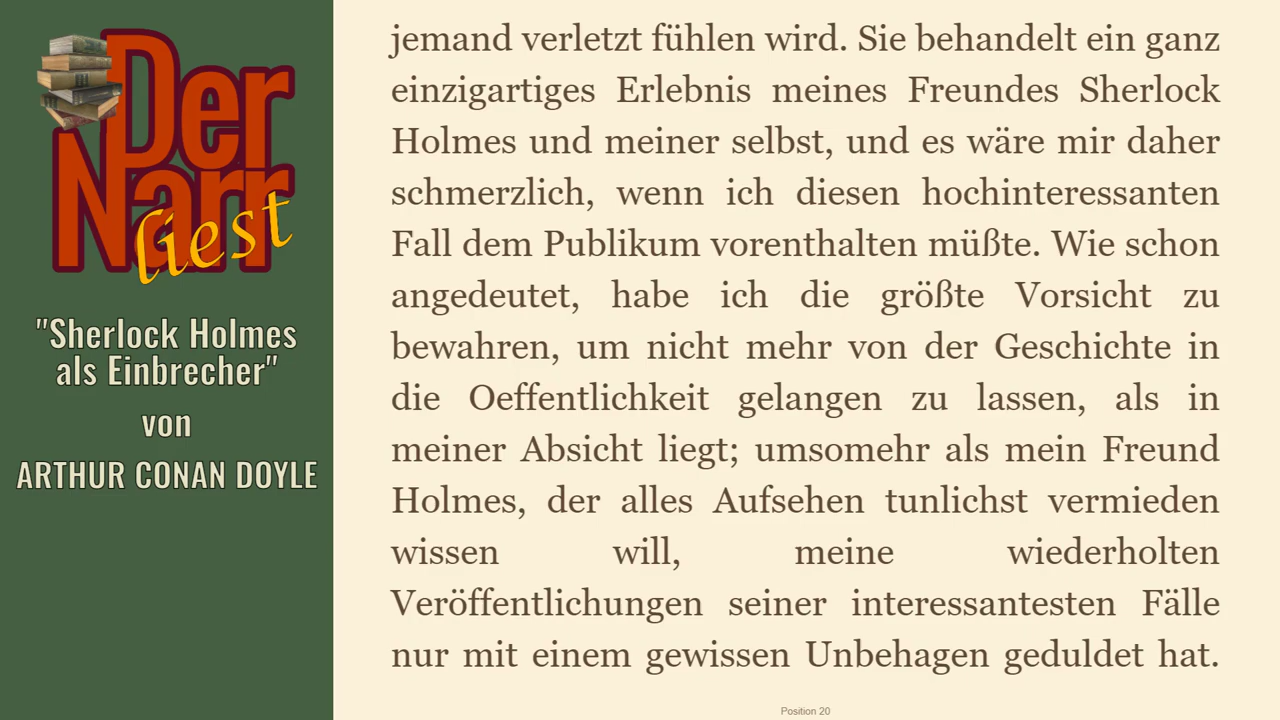 Der
Narr
liest
"Sherlock Holmes
als Einbrecher"
von
ARTHUR CONAN DOYLE
jemand verletzt fühlen wird. Sie behandelt ein ganz
einzigartiges Erlebnis meines Freundes Sherlock
Holmes und meiner selbst, und es wäre mir daher
schmerzlich, wenn ich diesen hochinteressanten
Fall dem Publikum vorenthalten müßte. Wie schon
angedeutet, habe ich die größte Vorsicht zu
bewahren, um nicht mehr von der Geschichte in
die Oeffentlichkeit gelangen zu lassen, als in
meiner Absicht liegt; umsomehr als mein Freund
Holmes, der alles Aufsehen tunlichst vermieden
wissen will, meine wiederholten
Veröffentlichungen seiner interessantesten Fälle
nur mit einem gewissen Unbehagen geduldet hat.
Position 20